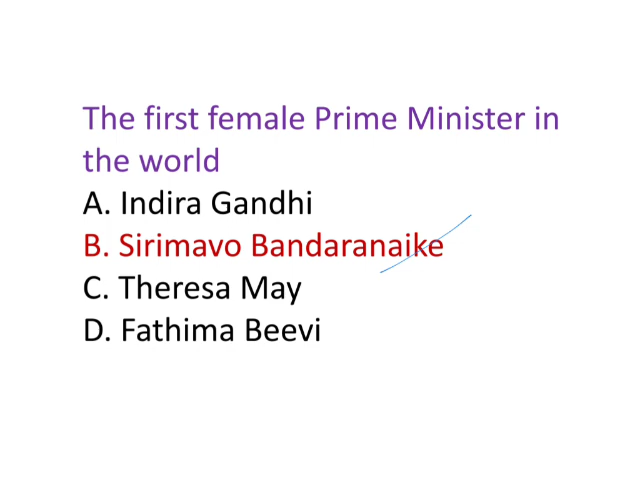 The first female Prime Minister in
the world
A. Indira Gandhi
B. Sirimavo Bandaranaike
C. Theresa May
D. Fathima Beevi